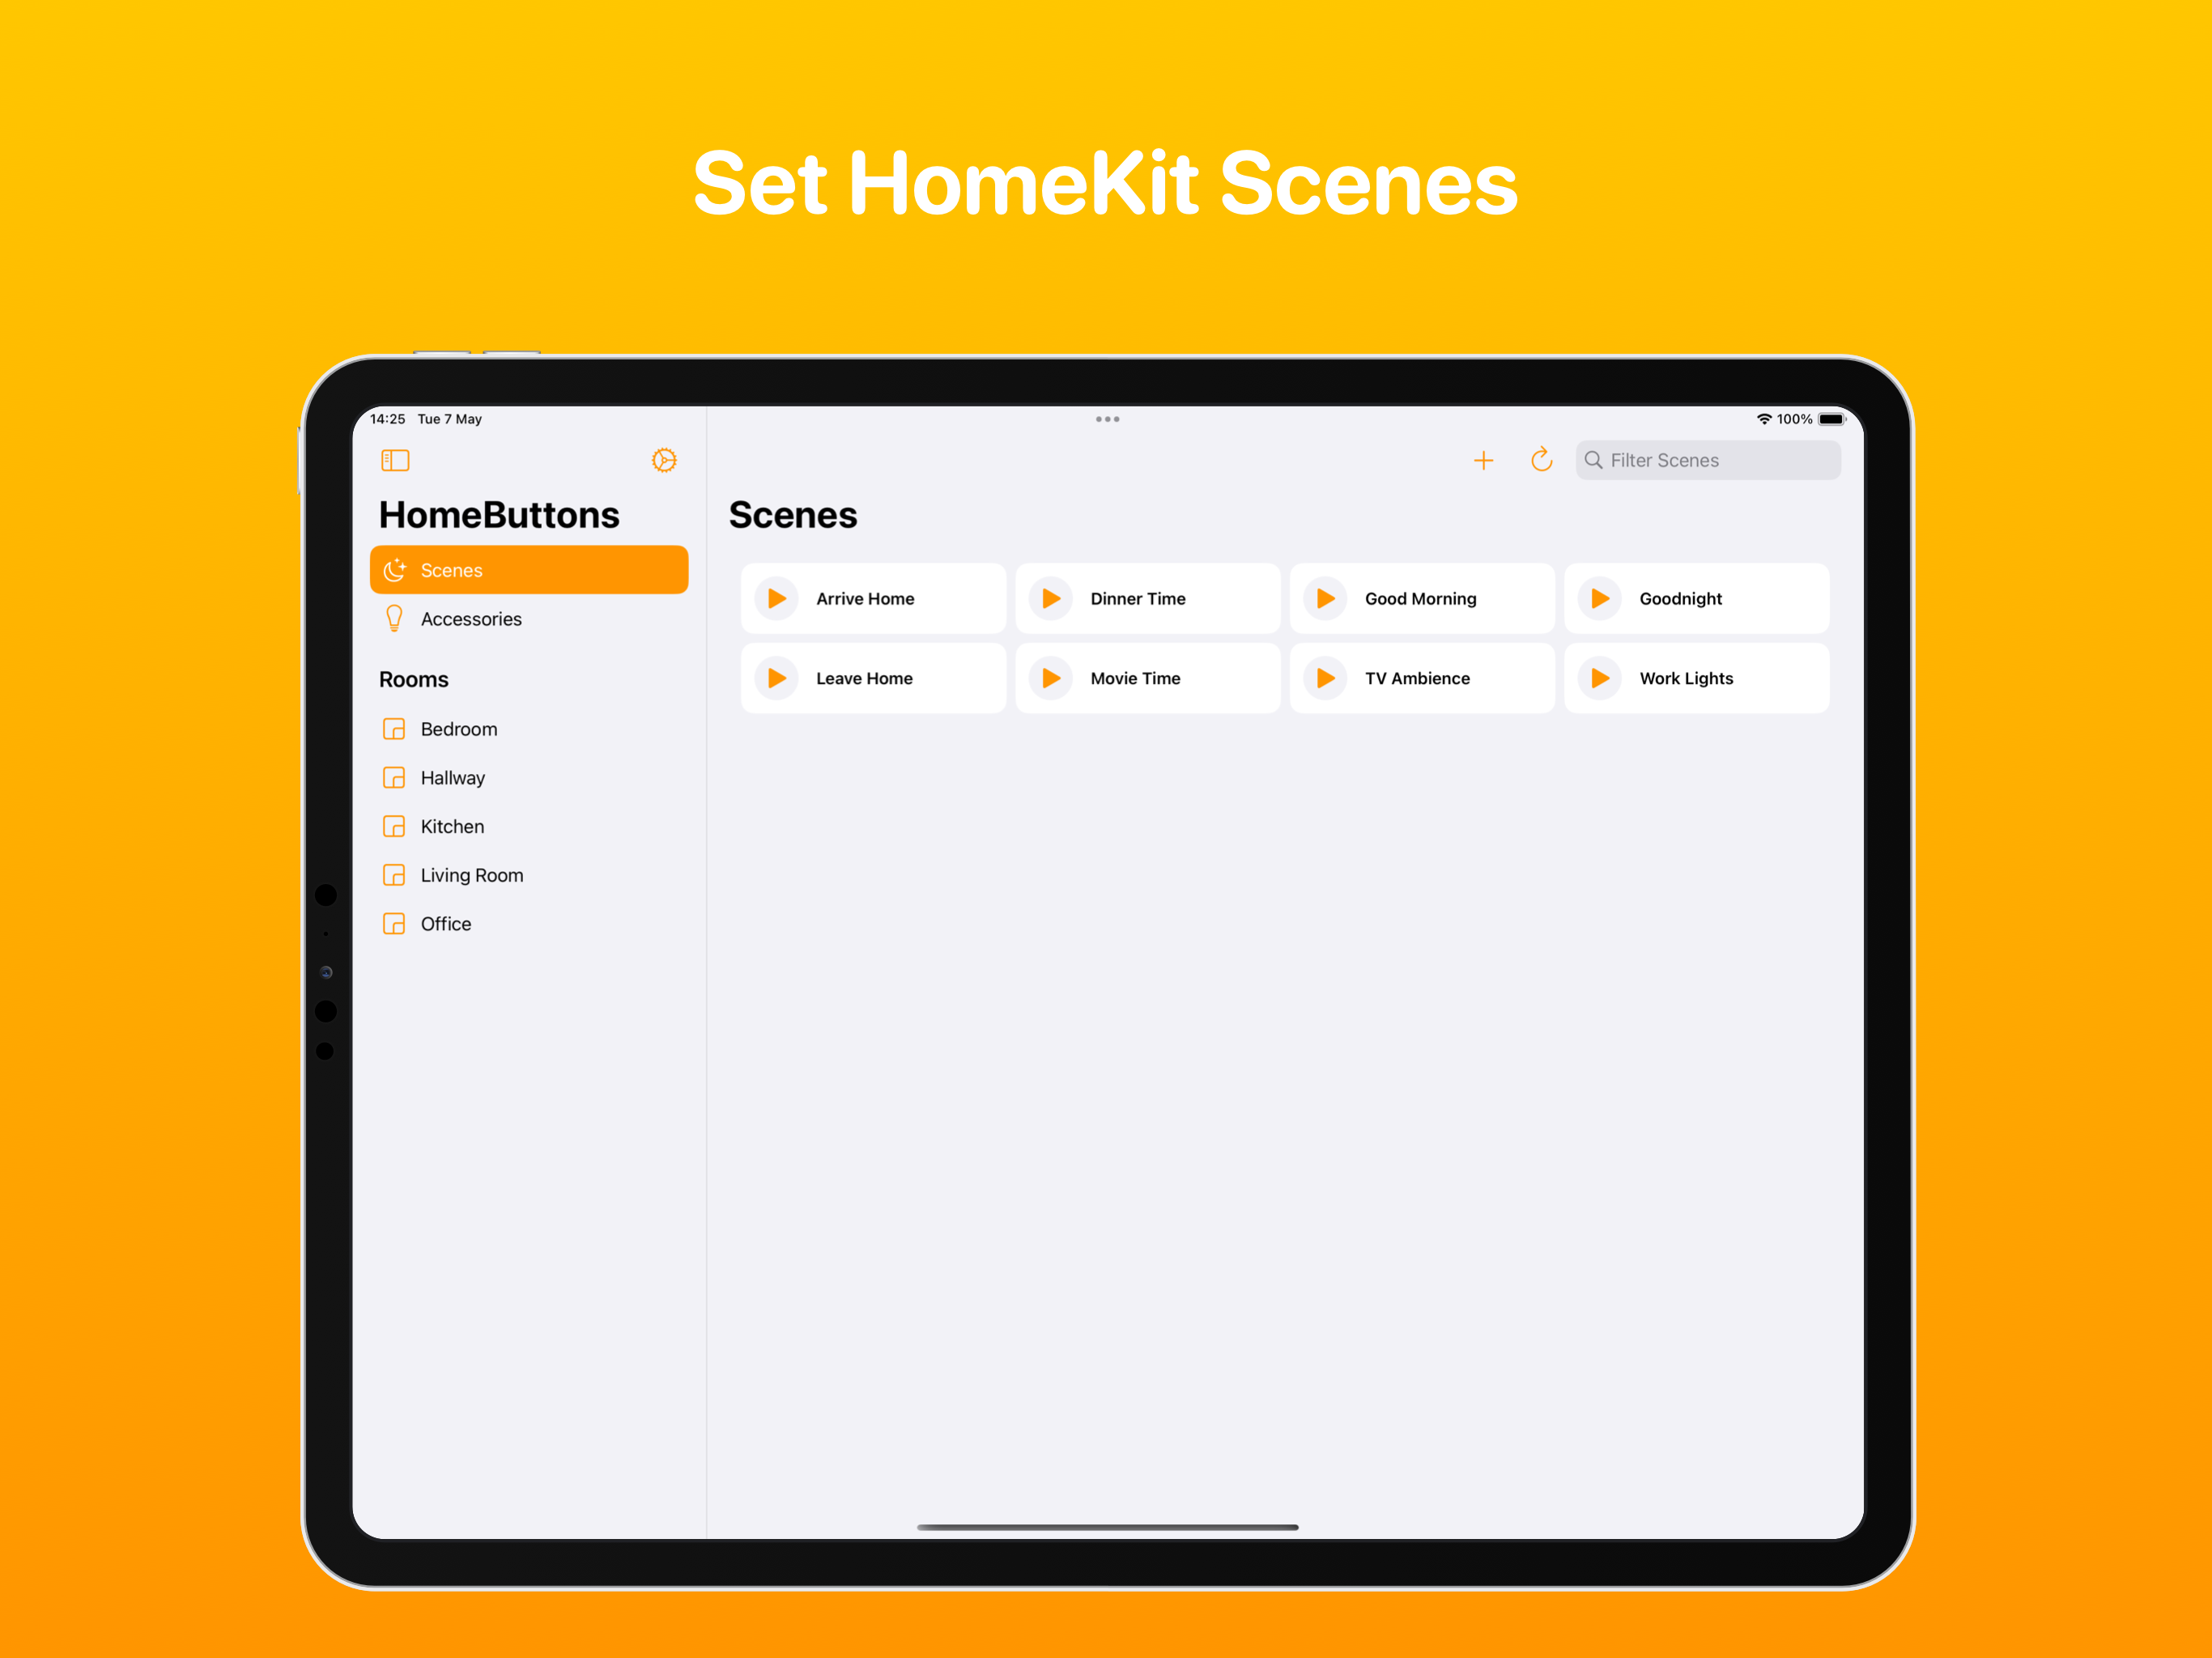 Set HomeKit Scenes
14:25 Tue 7 May
100%
Filter Scenes
HomeButtons
Scenes
Accessories
Rooms
Bedroom
Hallway
Kitchen
Living Room
Office
Scenes
Arrive Home
Dinner Time
Good Morning
Goodnight
Leave Home
Movie Time
TV Ambience
Work Lights